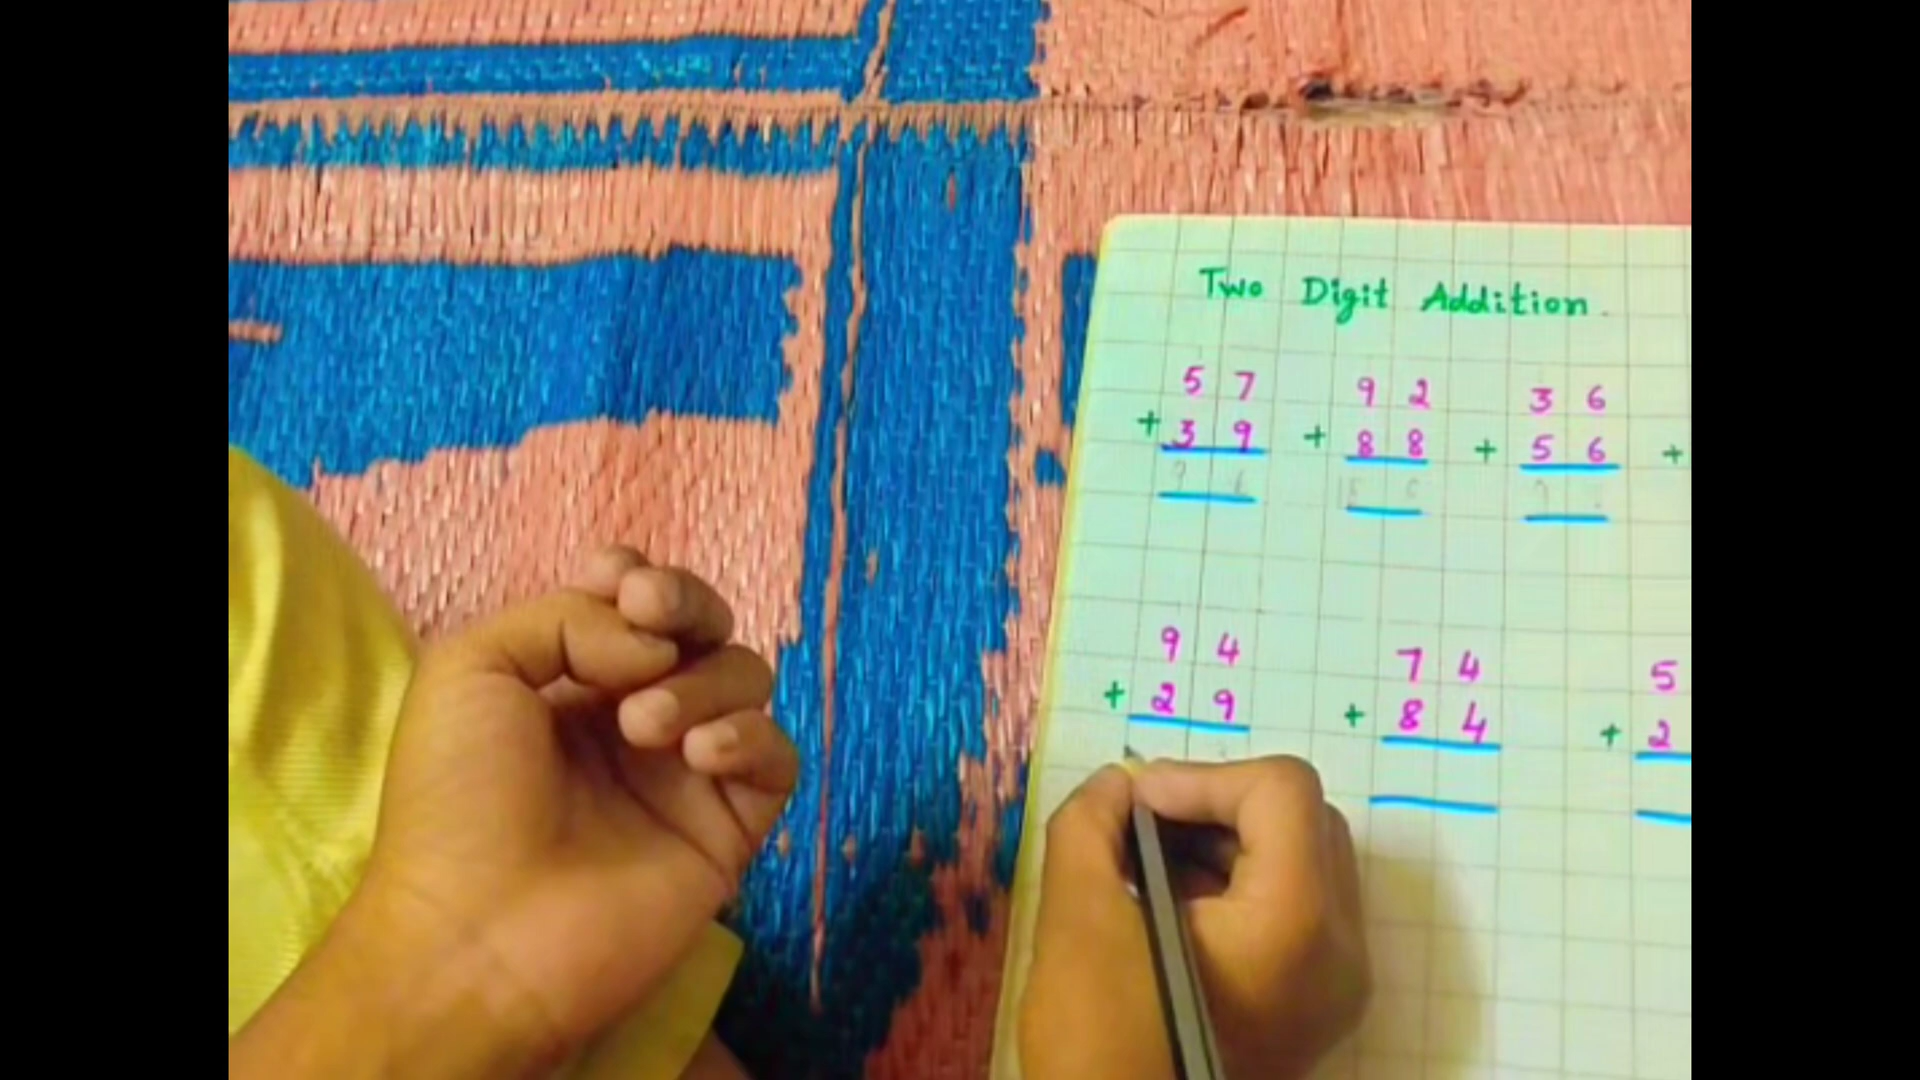 Two Digit Addition.
5 7 9 2 3 6
+ 3 9 + 8 8 + 5 6 +
9 4 7 4 5
+ 2 9 + 8 4 + 2